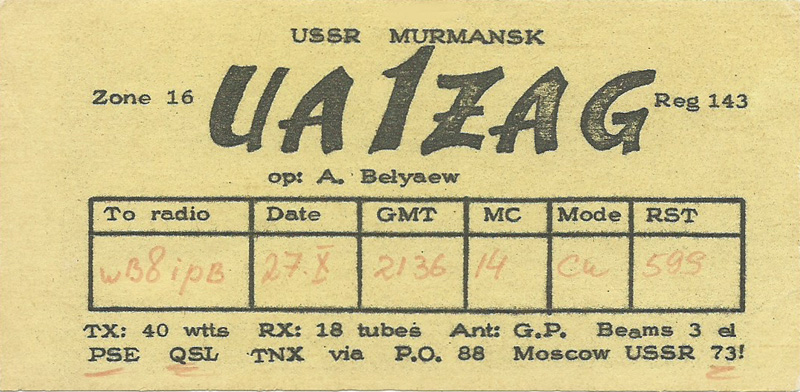 USSR MURMANSK
Zone 16 UA1ZAG Reg 143
op: A. Belyaew
To radio Date GMT MC Mode RST
wB8ipB 27.X 2136 14 Cw 599
TX: 40 wtts RX: 18 tubes Ant: G.P. Beams 3 el
PSE QSL TNX via P.O. 88 Moscow USSR 73!